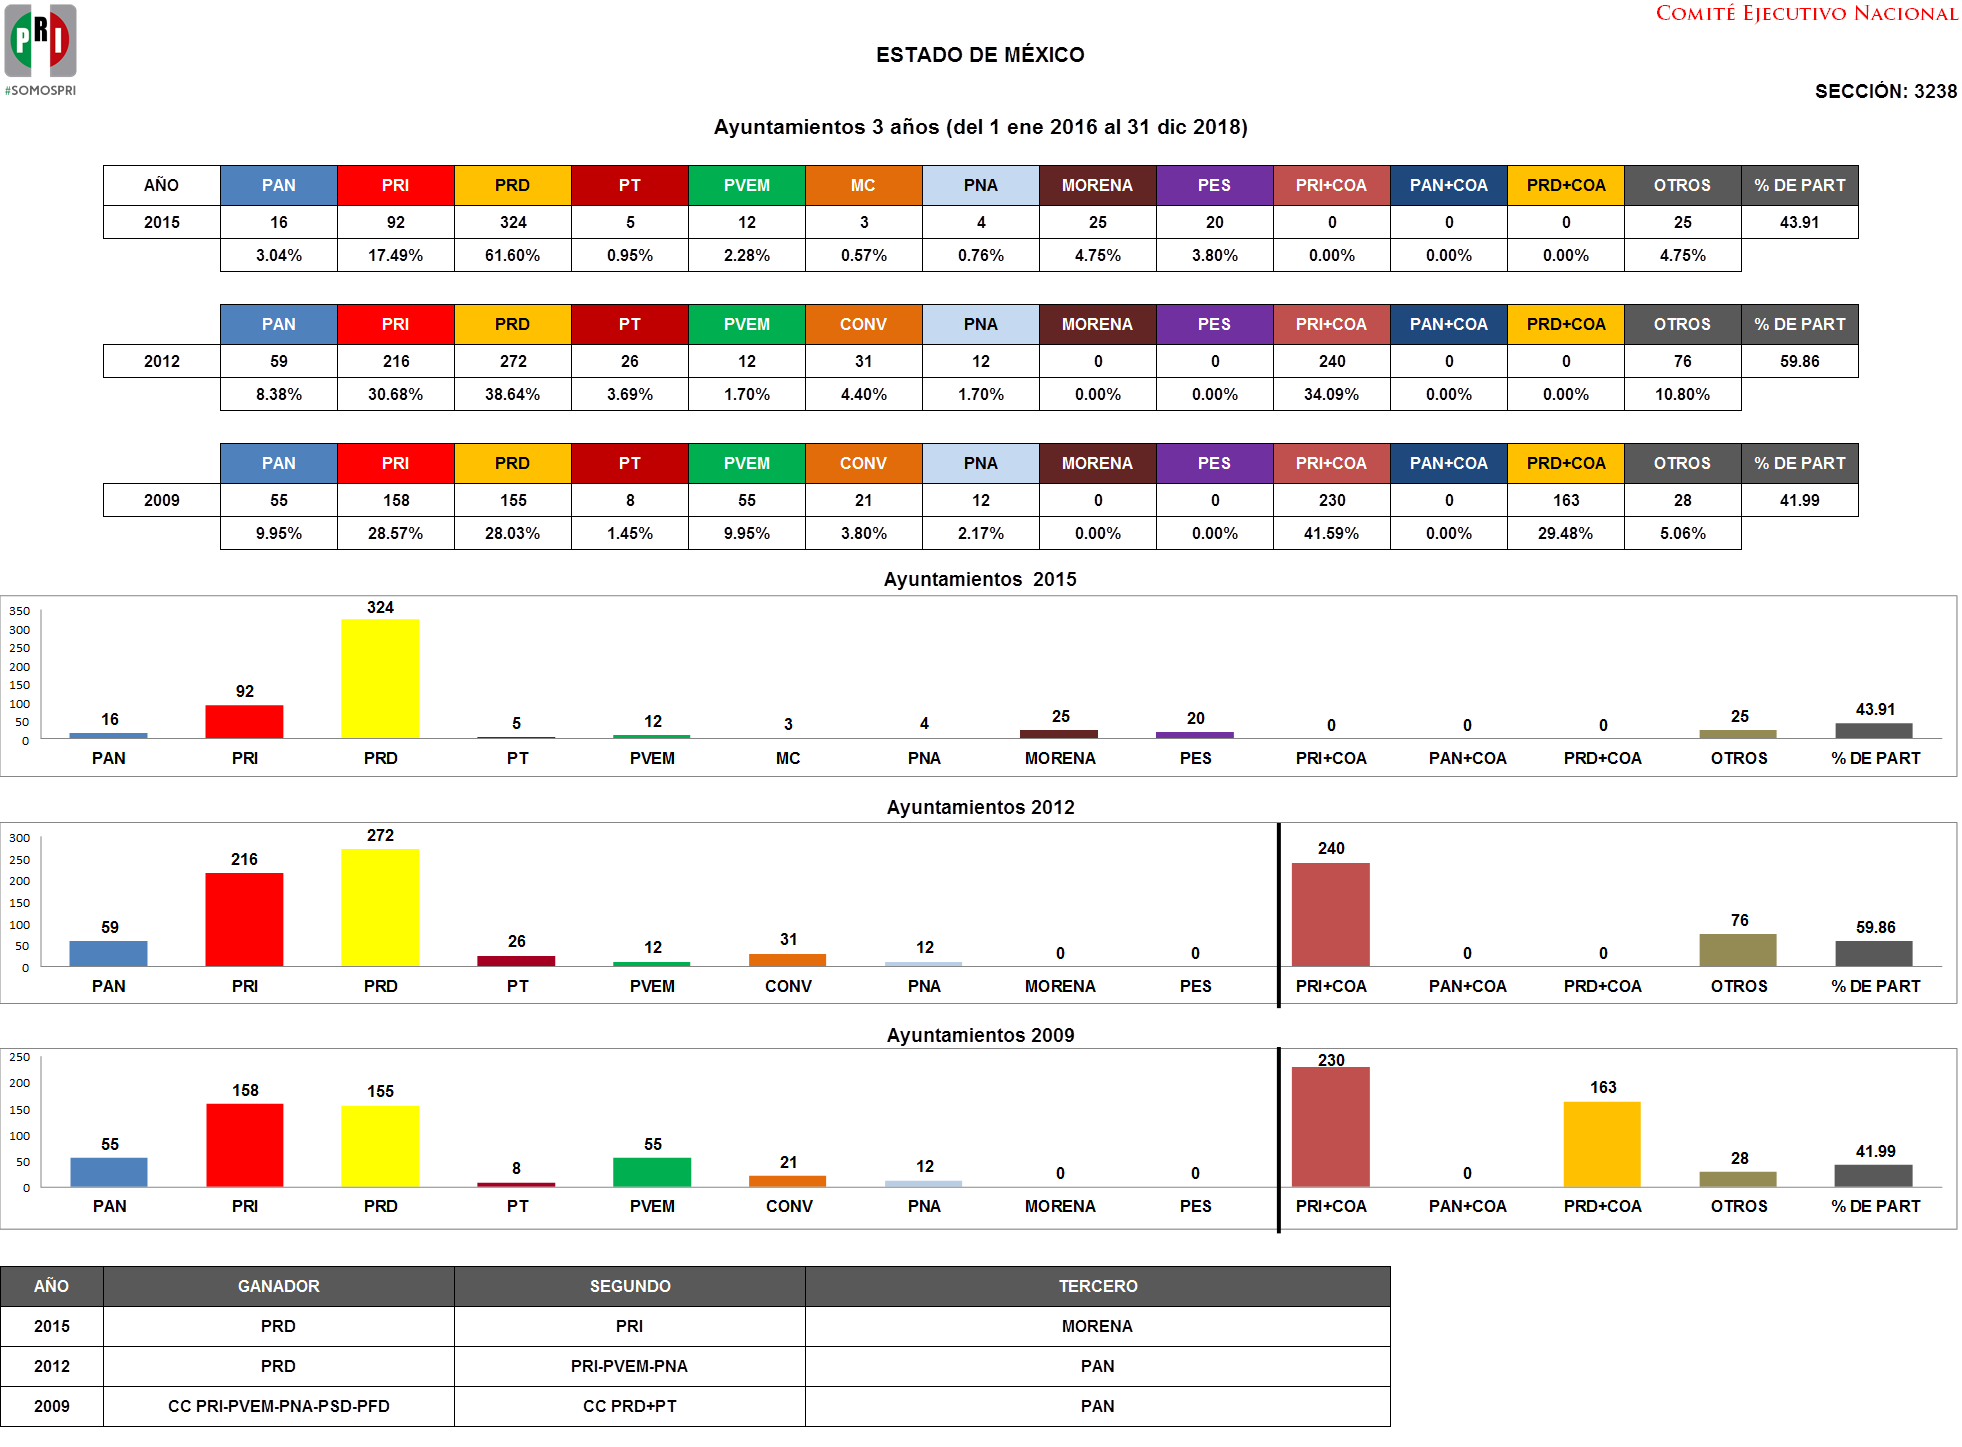 PRI
#SOMOSPRI
COMITÉ EJECUTIVO NACIONAL
ESTADO DE MÉXICO
SECCIÓN: 3238
Ayuntamientos 3 años (del 1 ene 2016 al 31 dic 2018)
AÑO PAN PRI PRD PT PVEM MC PNA MORENA PES PRI+COA PAN+COA PRD+COA OTROS % DE PART
2015 16 92 324 5 12 3 4 25 20 0 0 0 25 43.91
3.04% 17.49% 61.60% 0.95% 2.28% 0.57% 0.76% 4.75% 3.80% 0.00% 0.00% 0.00% 4.75%
PAN PRI PRD PT PVEM CONV PNA MORENA PES PRI+COA PAN+COA PRD+COA OTROS % DE PART
2012 59 216 272 26 12 31 12 0 0 240 0 0 76 59.86
8.38% 30.68% 38.64% 3.69% 1.70% 4.40% 1.70% 0.00% 0.00% 34.09% 0.00% 0.00% 10.80%
PAN PRI PRD PT PVEM CONV PNA MORENA PES PRI+COA PAN+COA PRD+COA OTROS % DE PART
2009 55 158 155 8 55 21 12 0 0 230 0 163 28 41.99
9.95% 28.57% 28.03% 1.45% 9.95% 3.80% 2.17% 0.00% 0.00% 41.59% 0.00% 29.48% 5.06%
Ayuntamientos 2015
350
300
250
200
150
100
50
0
16 92 324 5 12 3 4 25 20 0 0 0 25 43.91
PAN PRI PRD PT PVEM MC PNA MORENA PES PRI+COA PAN+COA PRD+COA OTROS % DE PART
Ayuntamientos 2012
300
250
200
150
100
50
0
59 216 272 26 12 31 12 0 0 240 0 0 76 59.86
PAN PRI PRD PT PVEM CONV PNA MORENA PES PRI+COA PAN+COA PRD+COA OTROS % DE PART
Ayuntamientos 2009
250
200
150
100
50
0
55 158 155 8 55 21 12 0 0 230 0 163 28 41.99
PAN PRI PRD PT PVEM CONV PNA MORENA PES PRI+COA PAN+COA PRD+COA OTROS % DE PART
AÑO GANADOR SEGUNDO TERCERO
2015 PRD PRI MORENA
2012 PRD PRI-PVEM-PNA PAN
2009 CC PRI-PVEM-PNA-PSD-PFD CC PRD+PT PAN